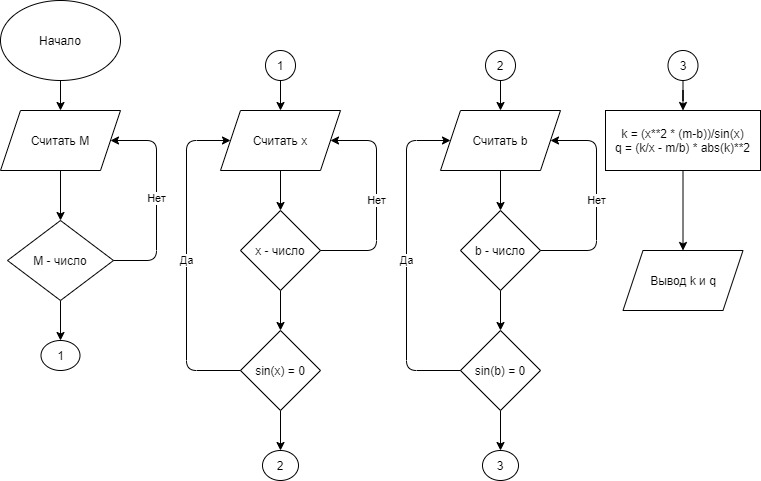 Начало
Считать M
Нет
M - число
1
1
Считать x
Нет
x - число
Да
sin(x) = 0
2
2
Считать b
Нет
b - число
Да
sin(b) = 0
3
3
k = (x**2 * (m-b))/sin(x)
q = (k/x - m/b) * abs(k)**2
Вывод k и q